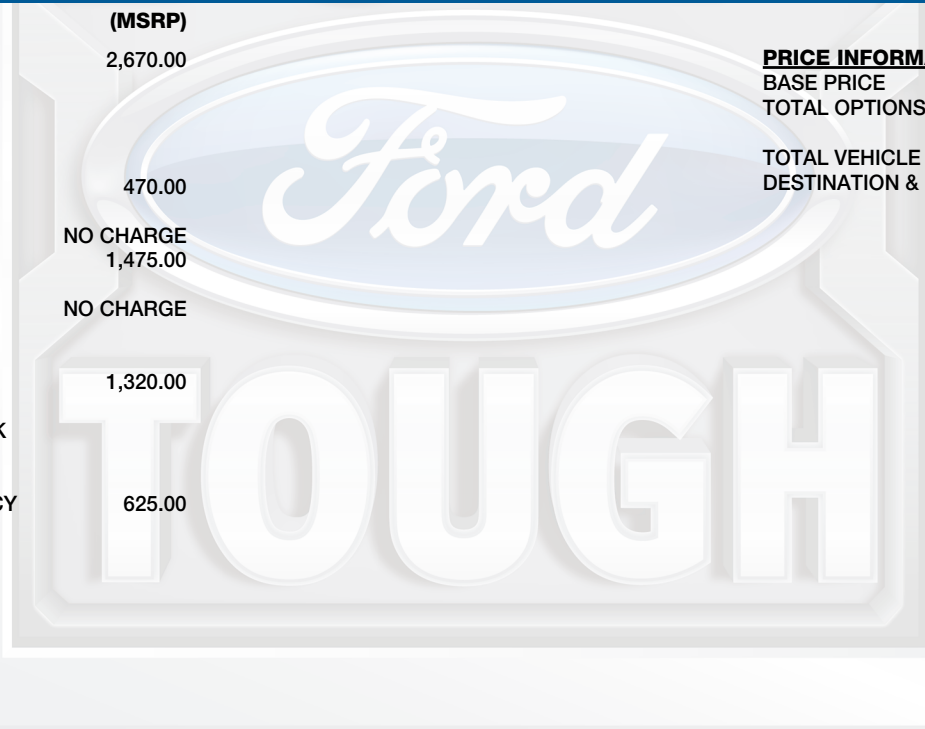 (MSRP)
2,670.00
470.00
NO CHARGE
1,475.00
NO CHARGE
1,320.00
K
CY 625.00
PRICE INFORMA
BASE PRICE
TOTAL OPTIONS
TOTAL VEHICLE
DESTINATION &
Ford
TOUGH